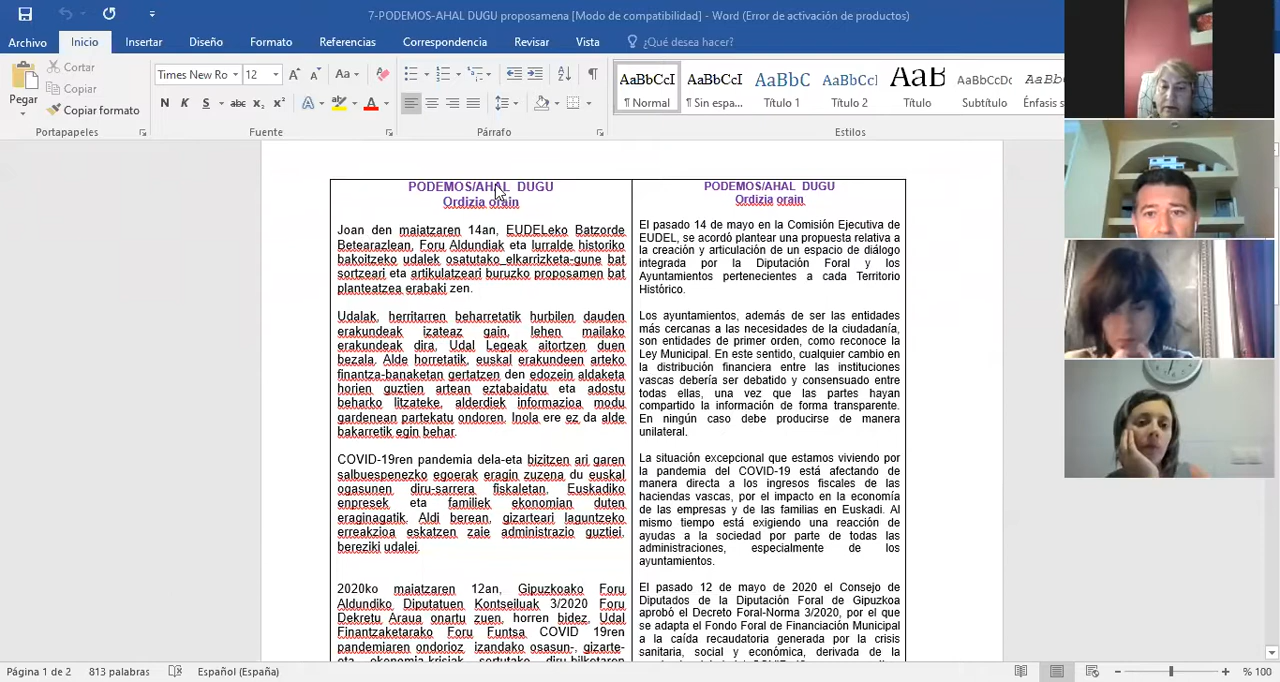 7-PODEMOS-AHAL DUGU proposamena [Modo de compatibilidad] - Word (Error de activación de productos)
Archivo Inicio Insertar Diseño Formato Referencias Correspondencia Revisar Vista ¿Qué desea hacer?
Pegar
Cortar
Copiar
Copiar formato
Times New Ro 12
Aa
N K S abc x₂ x² A A
AaBbCcI AaBbCcI AaBbC AaBbCcI AaB AaBbCcDc AaBb
¶ Normal ¶ Sin espa... Título 1 Título 2 Título Subtítulo Énfasis s
Portapapeles Fuente Párrafo Estilos
PODEMOS/AHAL DUGU
Ordizia orain
Joan den maiatzaren 14an, EUDELeko Batzorde
Betearazlean, Foru Aldundiak eta lurralde historiko
bakoitzeko udalek osatutako elkarrizketa-gune bat
sortzeari eta artikulatzeari buruzko proposamen bat
planteatzea erabaki zen.
Udalak, herritarren beharretatik hurbilen dauden
erakundeak izateaz gain, lehen mailako
erakundeak dira, Udal Legeak aitortzen duen
bezala. Alde horretatik, euskal erakundeen arteko
finantza-banaketan gertatzen den edozein aldaketa
horien guztien artean eztabaidatu eta adostu
beharko litzateke, alderdiek informazioa modu
gardenean partekatu ondoren. Inola ere ez da alde
bakarretik egin behar.
COVID-19ren pandemia dela-eta bizitzen ari garen
salbuespenezko egoerak eragin zuzena du euskal
ogasunen diru-sarrera fiskaletan, Euskadiko
enpresek eta familiek ekonomian duten
eraginagatik. Aldi berean, gizarteari laguntzeko
erreakzioa eskatzen zaie administrazio guztiei,
bereziki udalei.
2020ko maiatzaren 12an, Gipuzkoako Foru
Aldundiko Diputatuen Kontseiluak 3/2020 Foru
Dekretu Araua onartu zuen, horren bidez, Udal
Finantzaketarako Foru Funtsa COVID 19ren
pandemiaren ondorioz izandako osasun-, gizarte-
eta ekonomia-krisiak sortutako diru-bilketaren
PODEMOS/AHAL DUGU
Ordizia orain
El pasado 14 de mayo en la Comisión Ejecutiva de
EUDEL, se acordó plantear una propuesta relativa a
la creación y articulación de un espacio de diálogo
integrada por la Diputación Foral y los
Ayuntamientos pertenecientes a cada Territorio
Histórico.
Los ayuntamientos, además de ser las entidades
más cercanas a las necesidades de la ciudadanía,
son entidades de primer orden, como reconoce la
Ley Municipal. En este sentido, cualquier cambio en
la distribución financiera entre las instituciones
vascas debería ser debatido y consensuado entre
todas ellas, una vez que las partes hayan
compartido la información de forma transparente.
En ningún caso debe producirse de manera
unilateral.
La situación excepcional que estamos viviendo por
la pandemia del COVID-19 está afectando de
manera directa a los ingresos fiscales de las
haciendas vascas, por el impacto en la economía
de las empresas y de las familias en Euskadi. Al
mismo tiempo está exigiendo una reacción de
ayudas a la sociedad por parte de todas las
administraciones, especialmente de los
ayuntamientos.
El pasado 12 de mayo de 2020 el Consejo de
Diputados de la Diputación Foral de Gipuzkoa
aprobó el Decreto Foral-Norma 3/2020, por el que
se adapta el Fondo Foral de Financiación Municipal
a la caída recaudatoria generada por la crisis
sanitaria, social y económica, derivada de la
Página 1 de 2 813 palabras Español (España) % 100